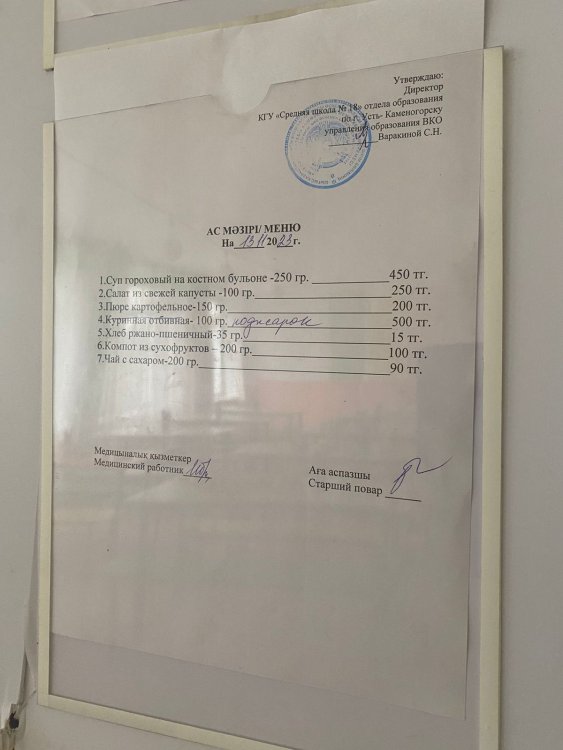 Утверждаю:
Директор
КГУ «Средняя школа № 18» отдела образования
по г. Усть- Каменогорску
управления образования ВКО
Варакиной С.Н.
АС МӘЗІРІ/ МЕНЮ
На 13 11 2023г.
1.Суп гороховый на костном бульоне -250 гр. 450 тг.
2.Салат из свежей капусты -100 гр. 250 тг.
3.Пюре картофельное-150 гр. 200 тг.
4.Куринная отбивная- 100 гр. поджарок 500 тг.
5.Хлеб ржано-пшеничный-35 гр. 15 тг.
6.Компот из сухофруктов – 200 гр. 100 тг.
7.Чай с сахаром-200 гр. 90 тг.
Медициналық қызметкер
Медицинский работник
Аға аспазшы
Старший повар